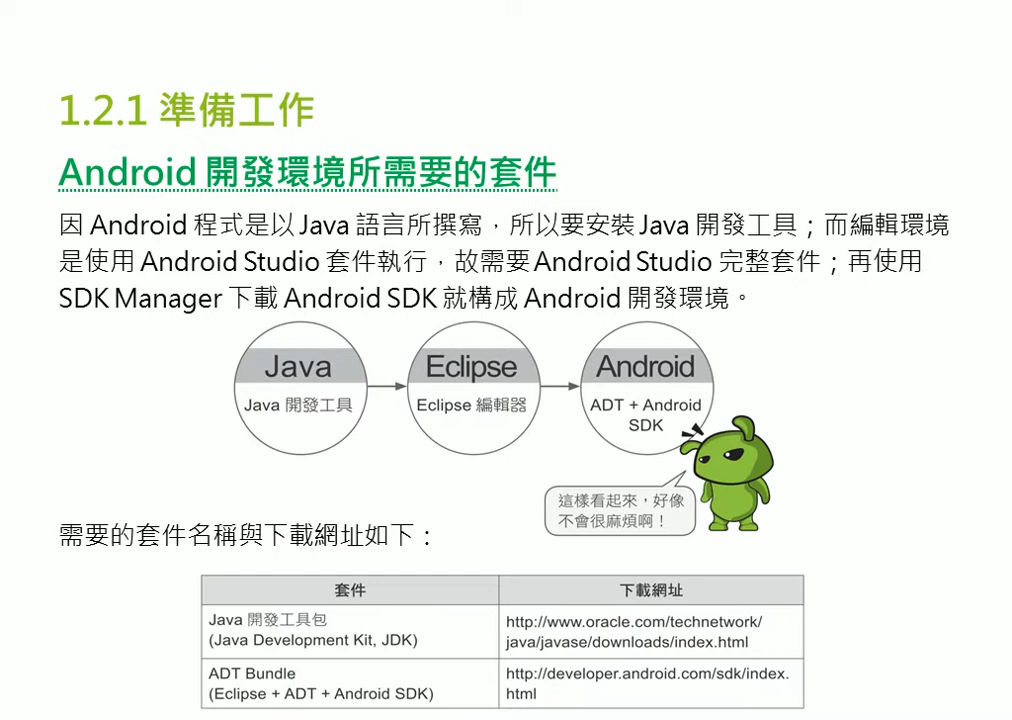 1.2.1 準備工作
Android 開發環境所需要的套件
因 Android 程式是以 Java 語言所撰寫，所以要安裝 Java 開發工具；而編輯環境
是使用 Android Studio 套件執行，故需要 Android Studio 完整套件；再使用
SDK Manager 下載 Android SDK 就構成 Android 開發環境。
Java
Java 開發工具
Eclipse
Eclipse 編輯器
Android
ADT + Android
SDK
這樣看起來，好像
不會很麻煩啊！
需要的套件名稱與下載網址如下：
套件
下載網址
Java 開發工具包
(Java Development Kit, JDK)
http://www.oracle.com/technetwork/
java/javase/downloads/index.html
ADT Bundle
(Eclipse + ADT + Android SDK)
http://developer.android.com/sdk/index.
html